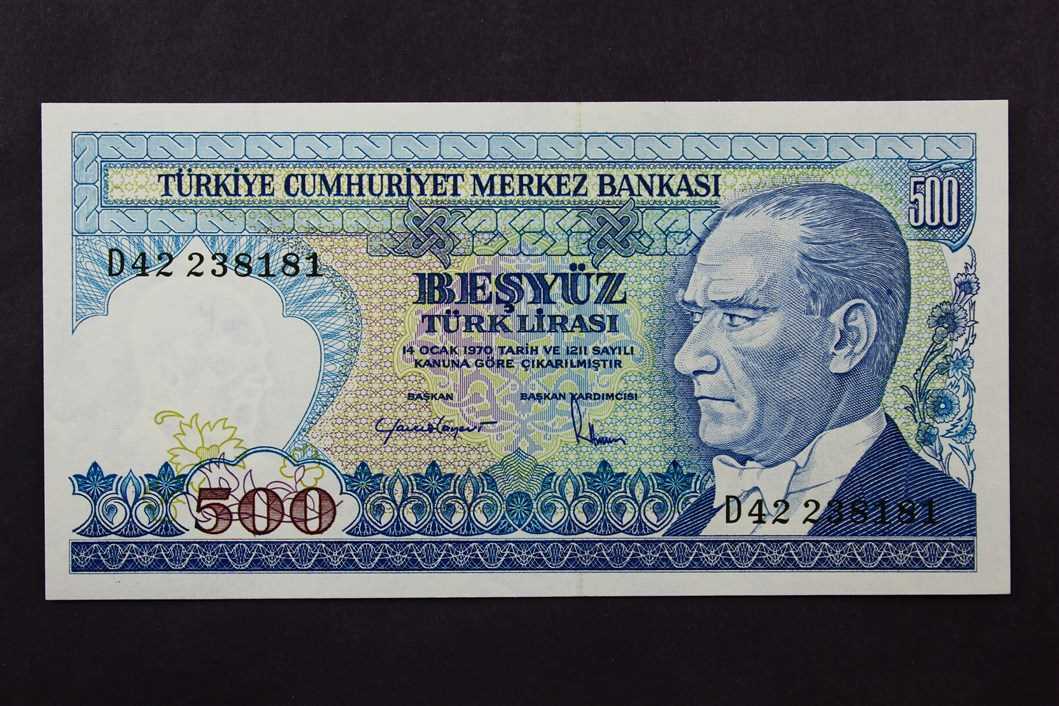 TÜRKİYE CUMHURİYET MERKEZ BANKASI
500
D42 238181
BEŞYÜZ
TÜRK LİRASI
14 OCAK 1970 TARİH VE 1211 SAYILI
KANUNA GÖRE ÇIKARILMIŞTIR
BAŞKAN BAŞKAN YARDIMCISI
500
D42 238181